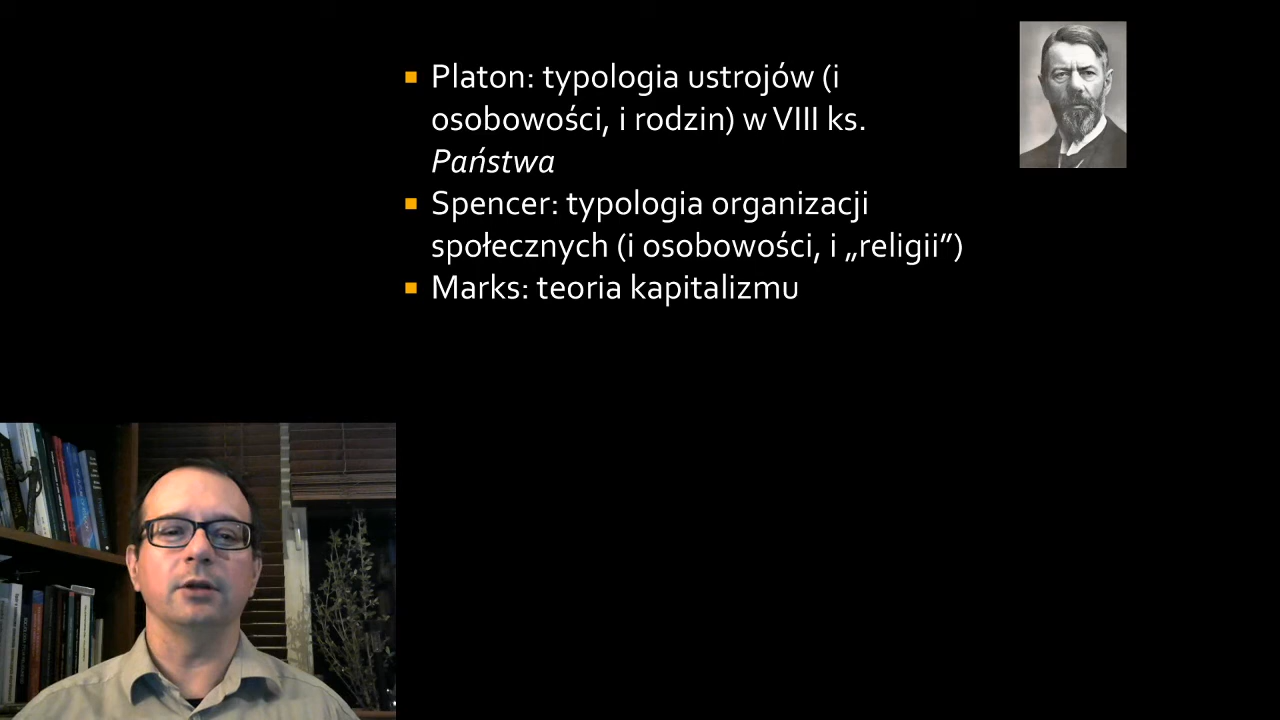 Platon: typologia ustrojów (i
osobowości, i rodzin) w VIII ks.
Państwa
Spencer: typologia organizacji
społecznych (i osobowości, i „religii”)
Marks: teoria kapitalizmu